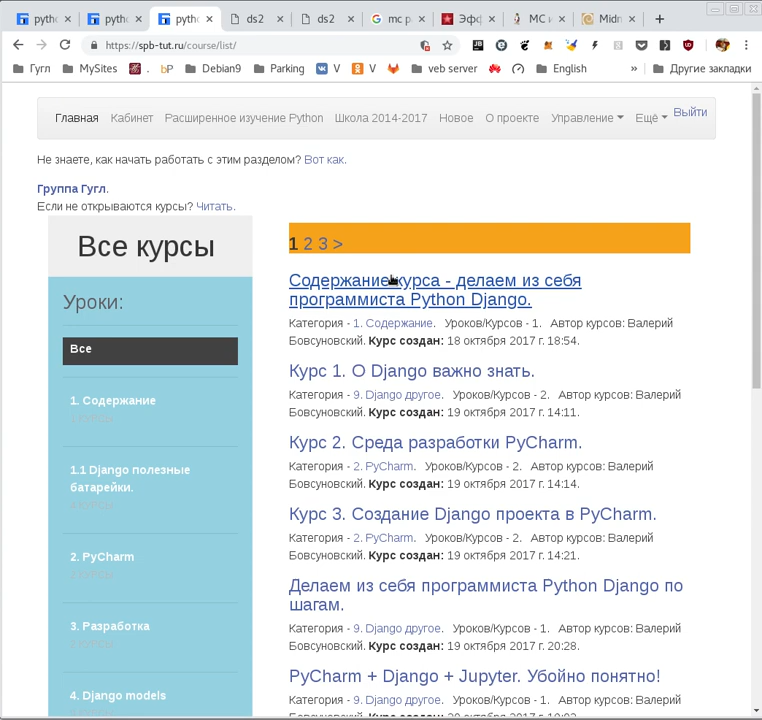 pytho
pytho
pytho
ds2
ds2
mc р
Эфф
МС и
Midn
https://spb-tut.ru/course/list/
Гугл
MySites
.
bP
Debian9
Parking
V
V
veb server
English
»
Другие закладки
Главная
Кабинет
Расширенное изучение Python
Школа 2014-2017
Новое
О проекте
Управление
Ещё
Выйти
Не знаете, как начать работать с этим разделом? Вот как.
Группа Гугл.
Если не открываются курсы? Читать.
Все курсы
Уроки:
Все
1. Содержание
1.1 Django полезные
батарейки.
2. PyCharm
3. Разработка
4. Django models
1 2 3 >
Содержание курса - делаем из себя
программиста Python Django.
Категория - 1. Содержание. Уроков/Курсов - 1. Автор курсов: Валерий
Бовсуновский. Курс создан: 18 октября 2017 г. 18:54.
Курс 1. О Django важно знать.
Категория - 9. Django другое. Уроков/Курсов - 2. Автор курсов: Валерий
Бовсуновский. Курс создан: 19 октября 2017 г. 14:11.
Курс 2. Среда разработки PyCharm.
Категория - 2. PyCharm. Уроков/Курсов - 2. Автор курсов: Валерий
Бовсуновский. Курс создан: 19 октября 2017 г. 14:14.
Курс 3. Создание Django проекта в PyCharm.
Категория - 2. PyCharm. Уроков/Курсов - 2. Автор курсов: Валерий
Бовсуновский. Курс создан: 19 октября 2017 г. 14:21.
Делаем из себя программиста Python Django по
шагам.
Категория - 9. Django другое. Уроков/Курсов - 1. Автор курсов: Валерий
Бовсуновский. Курс создан: 19 октября 2017 г. 20:28.
PyCharm + Django + Jupyter. Убойно понятно!
Категория - 9. Django другое. Уроков/Курсов - 1. Автор курсов: Валерий